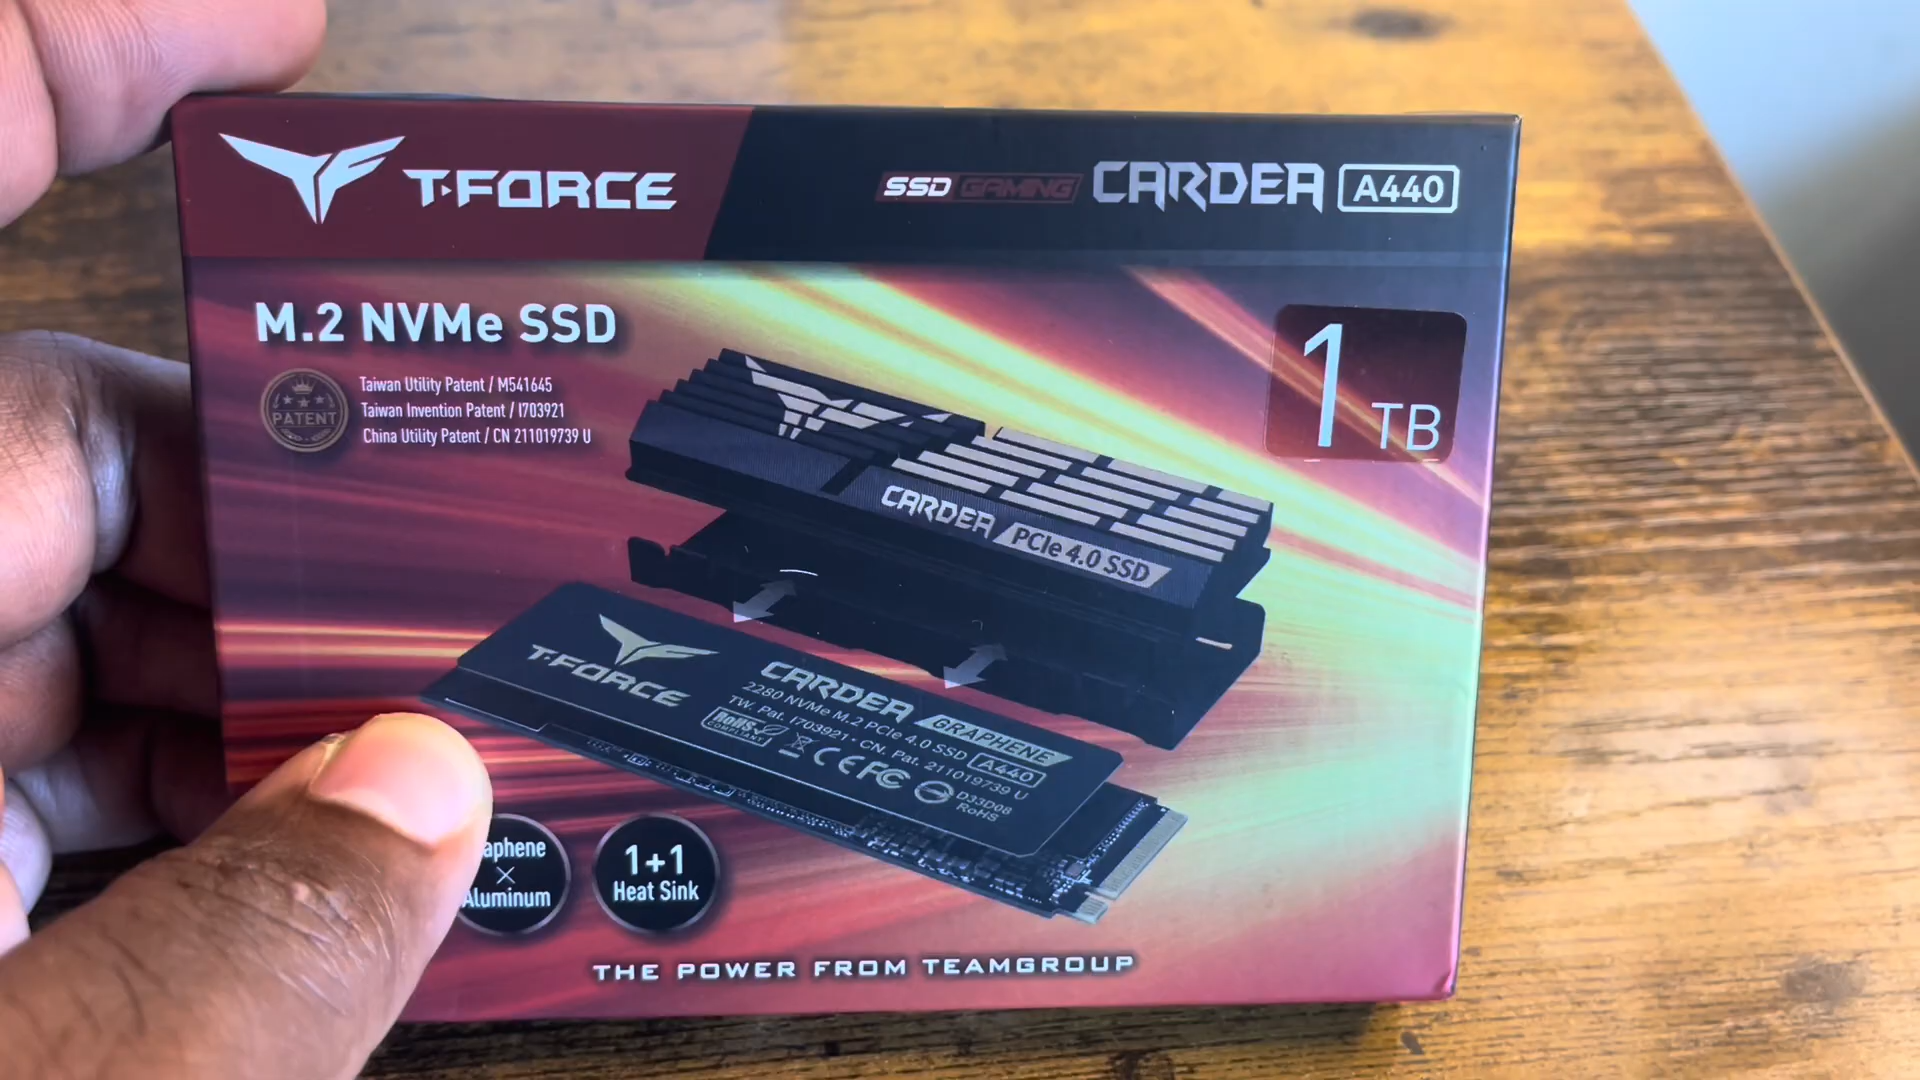 T-FORCE
SSD GAMING CARDEA A440
M.2 NVMe SSD
1 TB
PATENT
Taiwan Utility Patent / M541645
Taiwan Invention Patent / I703921
China Utility Patent / CN 211019739 U
CARDEA PCIe 4.0 SSD
T-FORCE
CARDEA GRAPHENE
2280 NVMe M.2 PCIe 4.0 SSD A440
TW. Pat. I703921 · CN. Pat. 211019739 U
RoHS
COMPLIANT
CE FC
D33D08
RoHS
aphene
×
Aluminum
1+1
Heat Sink
THE POWER FROM TEAMGROUP